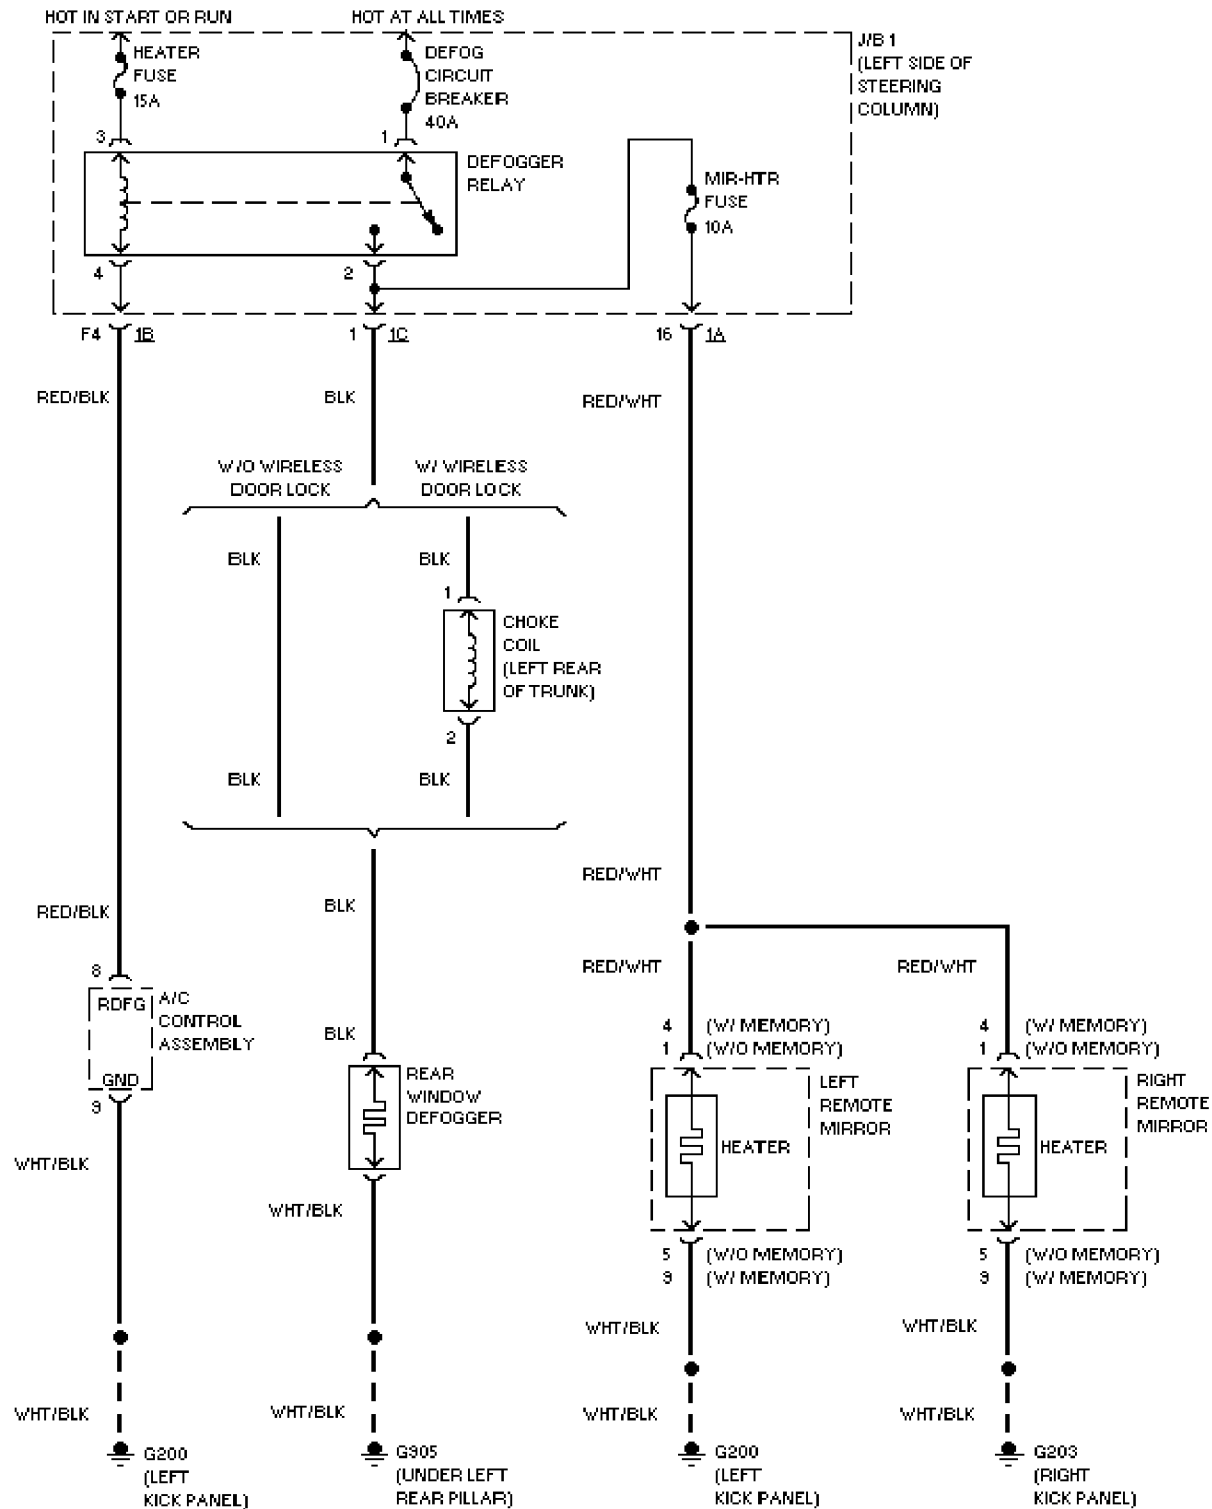 HOT IN START OR RUN
HOT AT ALL TIMES
HEATER
FUSE
15A
DEFOG
CIRCUIT
BREAKER
40A
J/B 1
(LEFT SIDE OF
STEERING
COLUMN)
3
1
DEFOGGER
RELAY
MIR-HTR
FUSE
10A
4
2
F4
1B
1
1C
16
1A
RED/BLK
BLK
RED/WHT
W/O WIRELESS
DOOR LOCK
W/ WIRELESS
DOOR LOCK
BLK
BLK
1
CHOKE
COIL
(LEFT REAR
OF TRUNK)
2
BLK
BLK
RED/WHT
RED/BLK
BLK
RED/WHT
RED/WHT
8
RDFG
A/C
CONTROL
ASSEMBLY
GND
9
BLK
4
(W/ MEMORY)
1
(W/O MEMORY)
4
(W/ MEMORY)
1
(W/O MEMORY)
REAR
WINDOW
DEFOGGER
LEFT
REMOTE
MIRROR
HEATER
RIGHT
REMOTE
MIRROR
HEATER
WHT/BLK
WHT/BLK
5
(W/O MEMORY)
9
(W/ MEMORY)
5
(W/O MEMORY)
9
(W/ MEMORY)
WHT/BLK
WHT/BLK
WHT/BLK
WHT/BLK
WHT/BLK
WHT/BLK
G200
(LEFT
KICK PANEL)
G905
(UNDER LEFT
REAR PILLAR)
G200
(LEFT
KICK PANEL)
G203
(RIGHT
KICK PANEL)